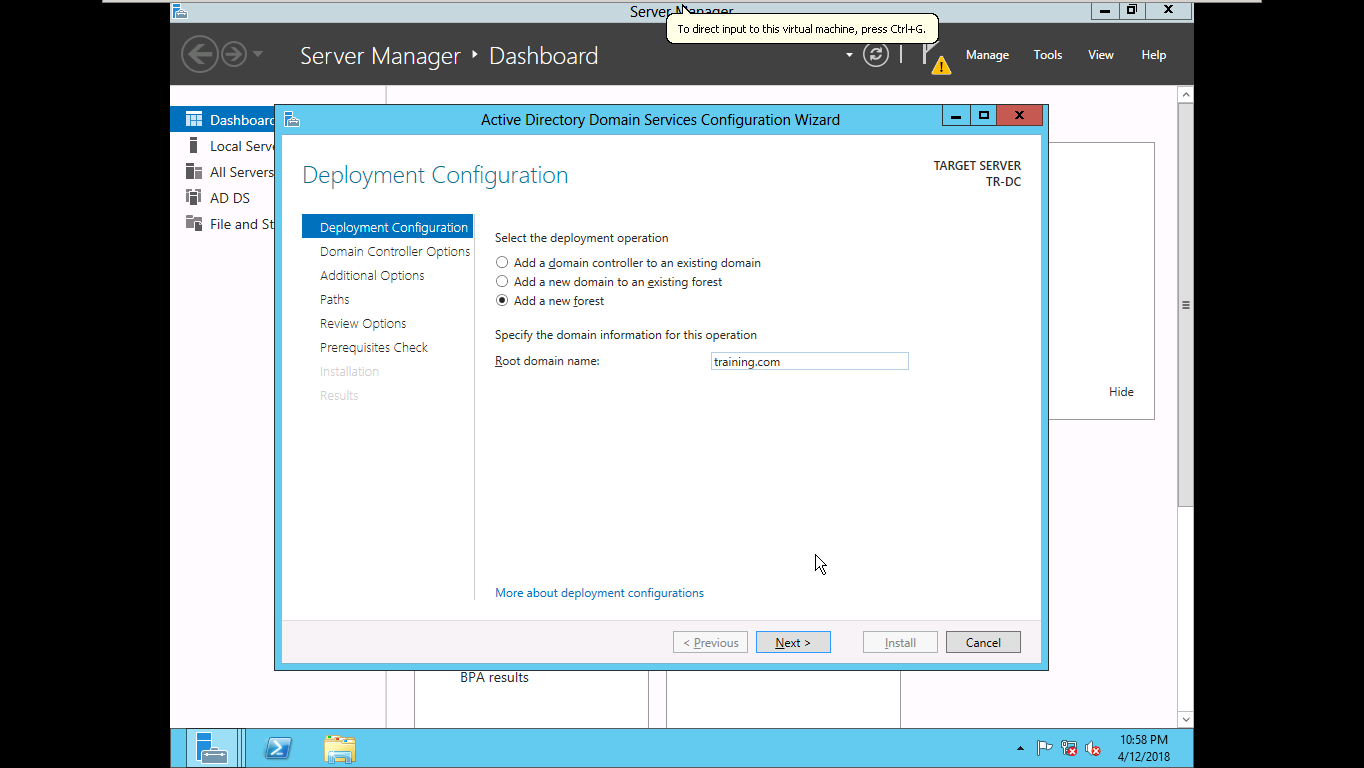 Server Manager
To direct input to this virtual machine, press Ctrl+G.
Server Manager ‣ Dashboard
Manage Tools View Help
Dashboard
Local Serve
All Servers
AD DS
File and St
Active Directory Domain Services Configuration Wizard
Deployment Configuration
TARGET SERVER
TR-DC
Deployment Configuration
Domain Controller Options
Additional Options
Paths
Review Options
Prerequisites Check
Installation
Results
Select the deployment operation
Add a domain controller to an existing domain
Add a new domain to an existing forest
Add a new forest
Specify the domain information for this operation
Root domain name: training.com
More about deployment configurations
Hide
< Previous Next > Install Cancel
BPA results
10:58 PM
4/12/2018